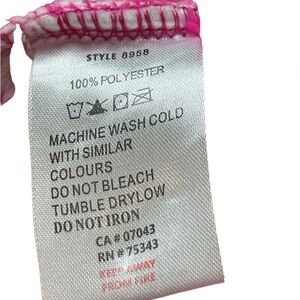 STYLE 8958
100% POLYESTER
MACHINE WASH COLD
WITH SIMILAR
COLOURS
DO NOT BLEACH
TUMBLE DRYLOW
DO NOT IRON
CA # 07043
RN # 75343
KEEP AWAY
FROM FIRE